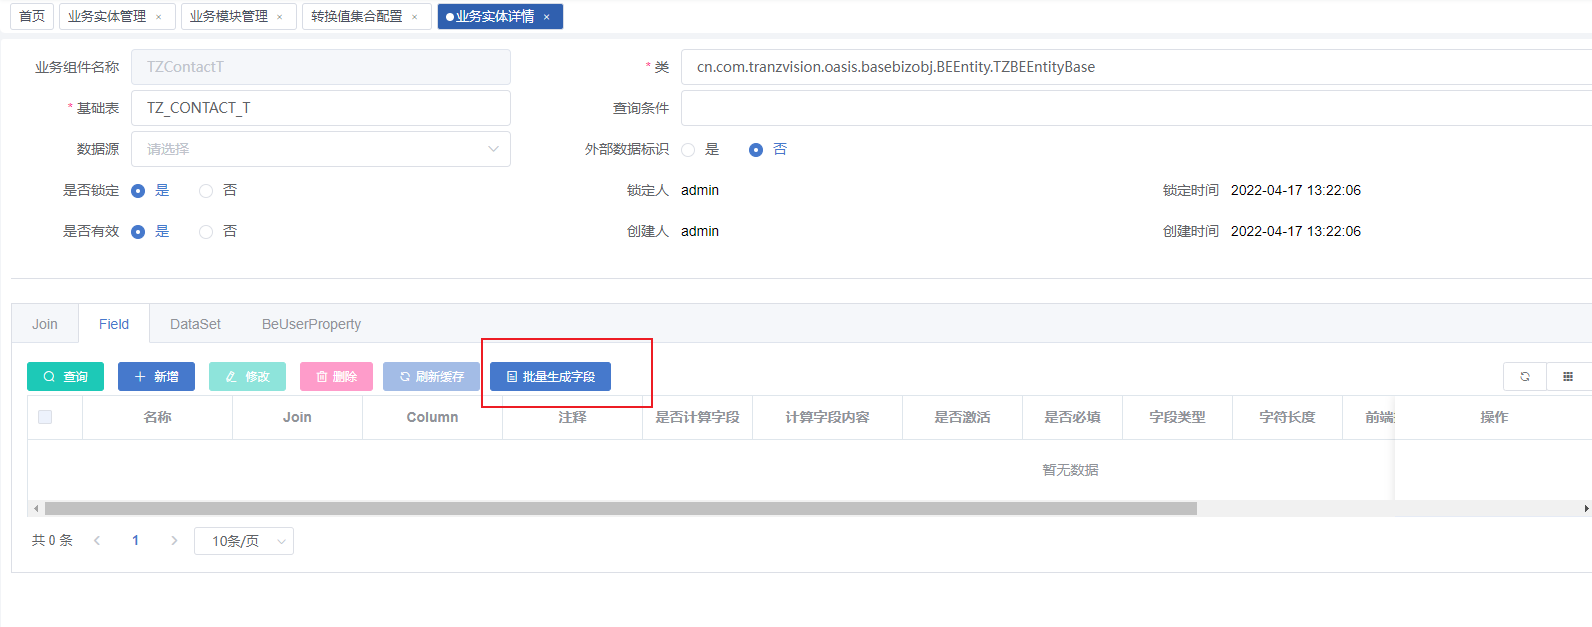 首页 业务实体管理 × 业务模块管理 × 转换值集合配置 × 业务实体详情 ×
业务组件名称 TZContactT * 类 cn.com.tranzvision.oasis.basebizobj.BEEntity.TZBEEntityBase
* 基础表 TZ_CONTACT_T 查询条件
数据源 请选择 外部数据标识 是 否
是否锁定 是 否 锁定人 admin 锁定时间 2022-04-17 13:22:06
是否有效 是 否 创建人 admin 创建时间 2022-04-17 13:22:06
Join Field DataSet BeUserProperty
查询 新增 修改 删除 刷新缓存 批量生成字段
名称 Join Column 注释 是否计算字段 计算字段内容 是否激活 是否必填 字段类型 字符长度 前端 操作
暂无数据
共 0 条 1 10条/页